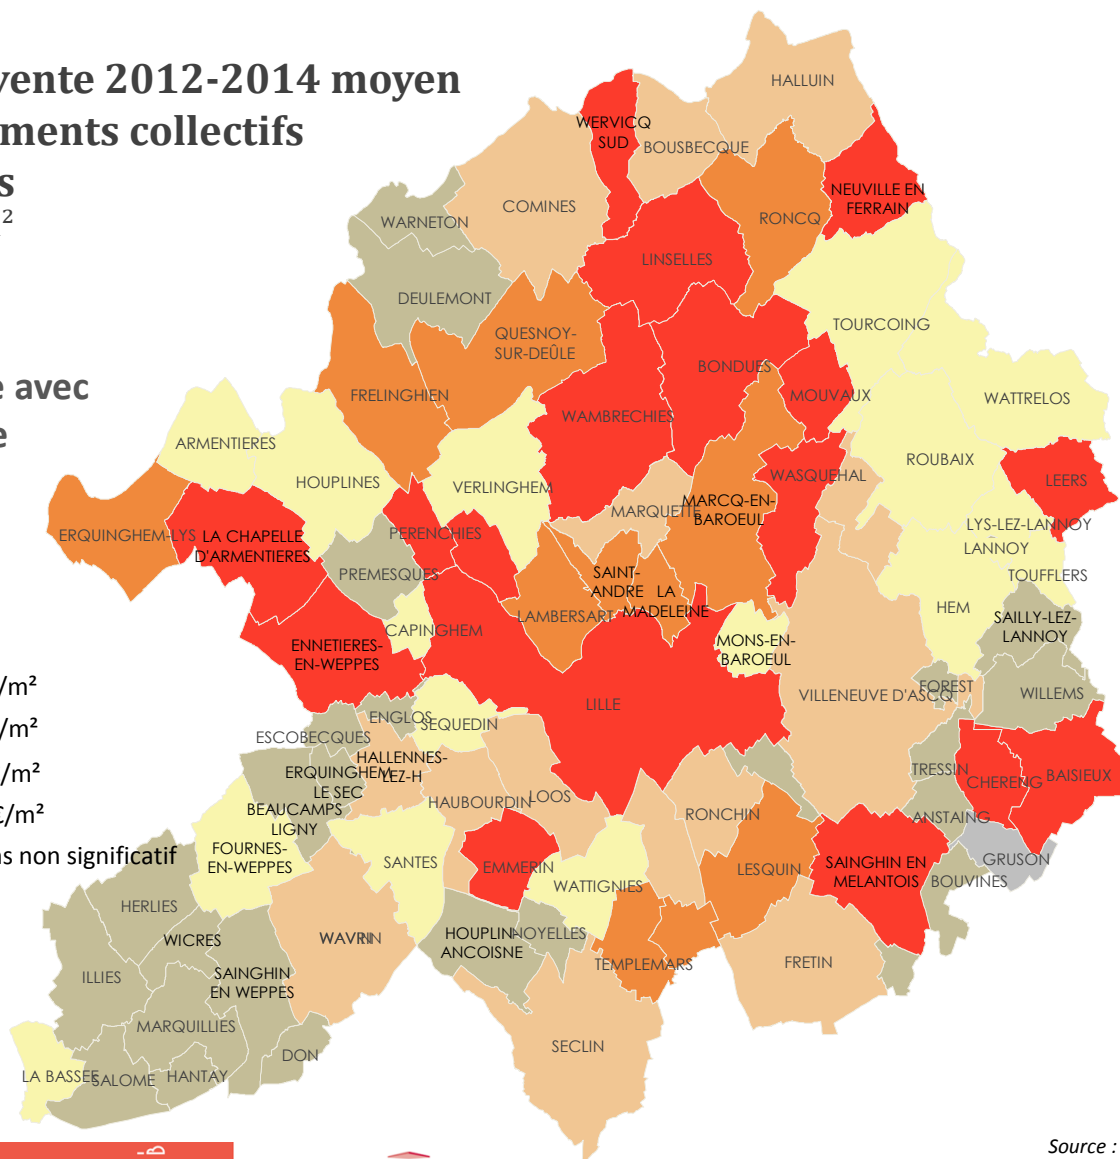 vente 2012-2014 moyen
ments collectifs
s
2
e avec
e
/m²
/m²
/m²
€/m²
s non significatif
HALLUIN
WERVICQ
SUD
BOUSBECQUE
NEUVILLE EN
FERRAIN
COMINES
RONCQ
WARNETON
LINSELLES
DEULEMONT
TOURCOING
QUESNOY-
SUR-DEÛLE
BONDUES
FRELINGHIEN
MOUVAUX
WATTRELOS
WAMBRECHIES
ARMENTIERES
ROUBAIX
HOUPLINES
VERLINGHEM
WASQUEHAL
LEERS
MARQUETTE
MARCQ-EN-
BAROEUL
LYS-LEZ-LANNOY
ERQUINGHEM-LYS
LA CHAPELLE
D'ARMENTIERES
PERENCHIES
LANNOY
PREMESQUES
SAINT-
ANDRE
LA
MADELEINE
TOUFFLERS
LAMBERSART
HEM
SAILLY-LEZ-
LANNOY
CAPINGHEM
MONS-EN-
BAROEUL
ENNETIERES-
EN-WEPPES
VILLENEUVE D'ASCQ
FOREST
WILLEMS
LILLE
ENGLOS
SEQUEDIN
ESCOBECQUES
HALLENNES-
LEZ-H
ERQUINGHEM
LE SEC
TRESSIN
CHERENG
BAISIEUX
HAUBOURDIN
LOOS
BEAUCAMPS
LIGNY
RONCHIN
ANSTAING
FOURNES-
EN-WEPPES
SANTES
EMMERIN
LESQUIN
SAINGHIN EN
MELANTOIS
GRUSON
WATTIGNIES
BOUVINES
HERLIES
WICRES
WAVRIN
HOUPLIN-
ANCOISNE
NOYELLES
ILLIES
SAINGHIN
EN WEPPES
TEMPLEMARS
FRETIN
MARQUILLIES
SECLIN
DON
LA BASSEE
SALOME
HANTAY
Source :